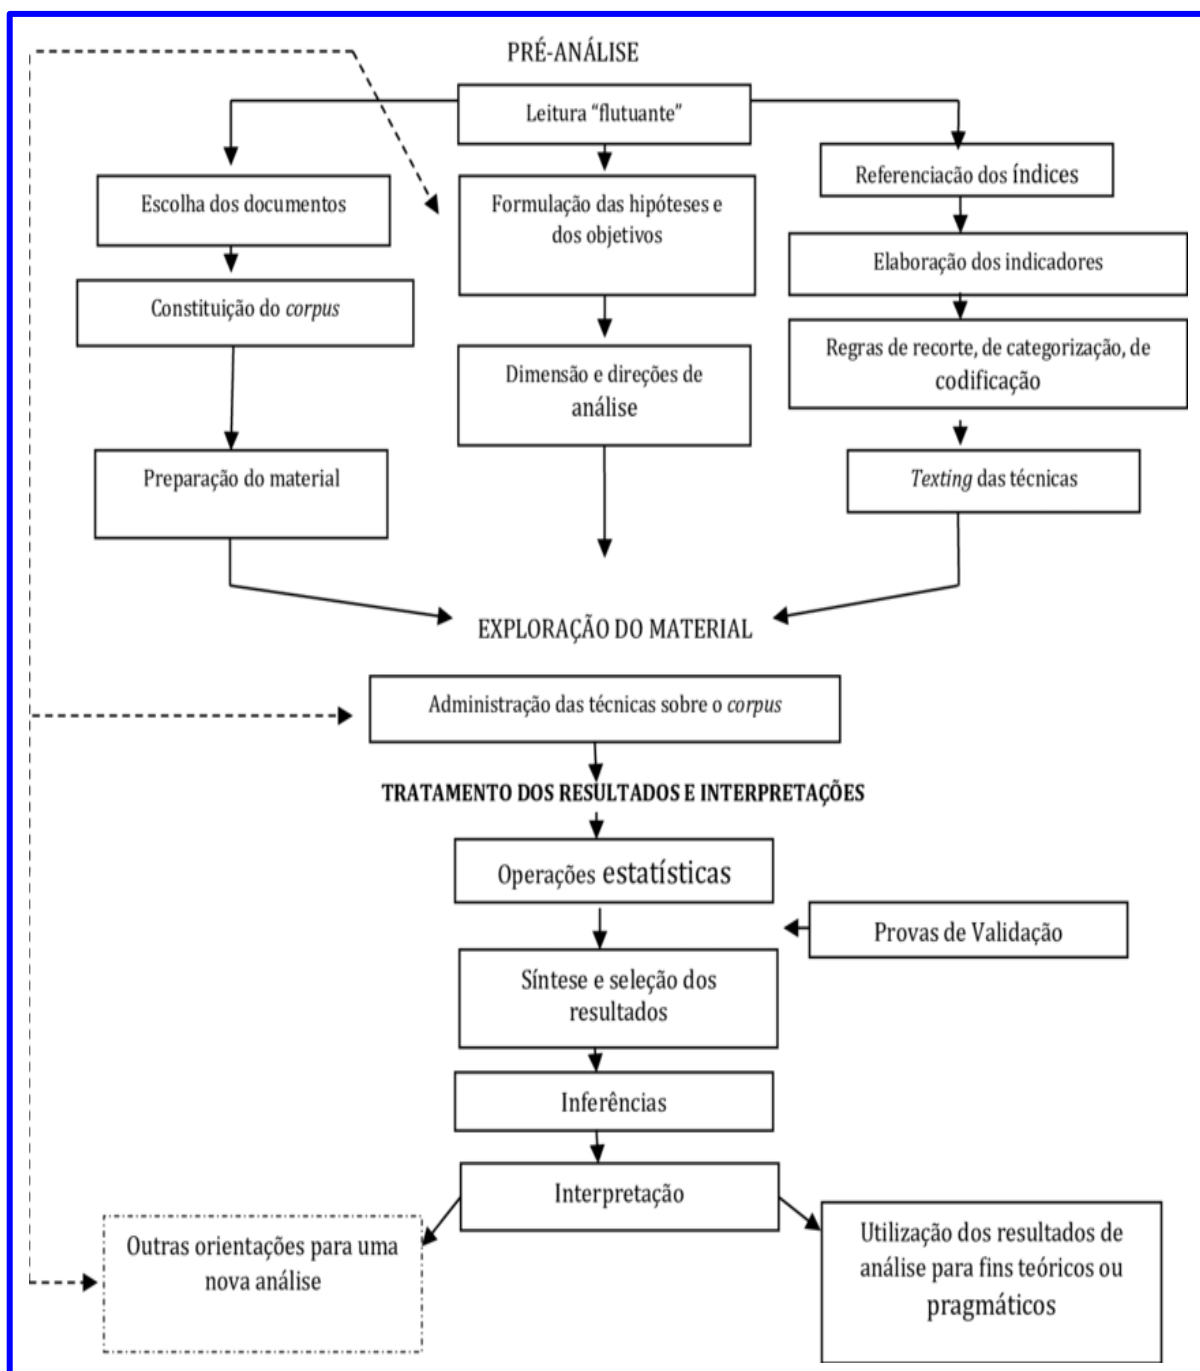 PRÉ-ANÁLISE
Leitura “flutuante”
Escolha dos documentos
Formulação das hipóteses e
dos objetivos
Referenciacão dos índices
Elaboração dos indicadores
Constituição do corpus
Regras de recorte, de categorização, de
codificação
Dimensão e direções de
análise
Preparação do material
Texting das técnicas
EXPLORAÇÃO DO MATERIAL
Administração das técnicas sobre o corpus
TRATAMENTO DOS RESULTADOS E INTERPRETAÇÕES
Operações estatísticas
Provas de Validação
Síntese e seleção dos
resultados
Inferências
Interpretação
Outras orientações para uma
nova análise
Utilização dos resultados de
análise para fins teóricos ou
pragmáticos